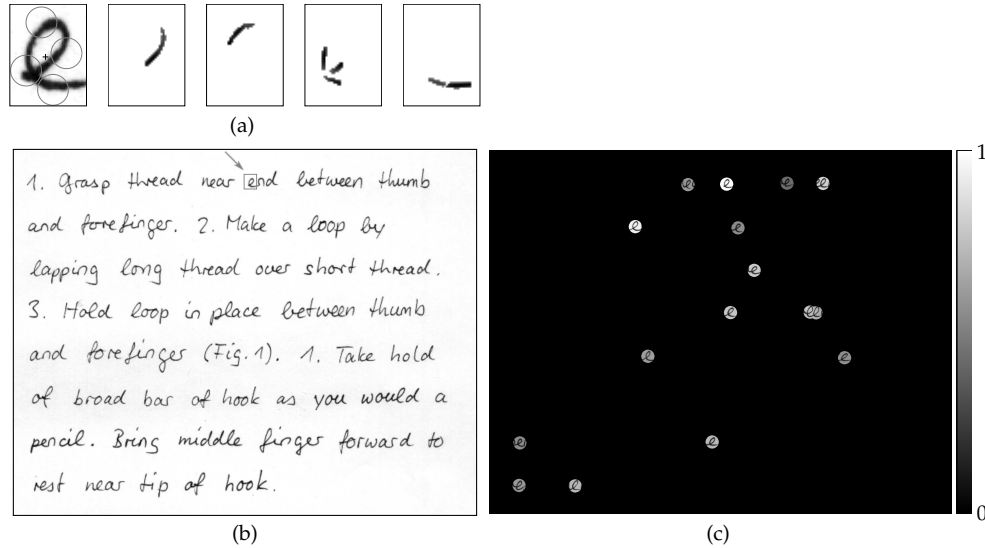 (a)
1. Grasp thread near end between thumb
and forefinger. 2. Make a loop by
lapping long thread over short thread.
3. Hold loop in place between thumb
and forefinger (Fig. 1). 1. Take hold
of broad bar of hook as you would a
pencil. Bring middle finger forward to
rest near tip of hook.
1
0
(b)
(c)